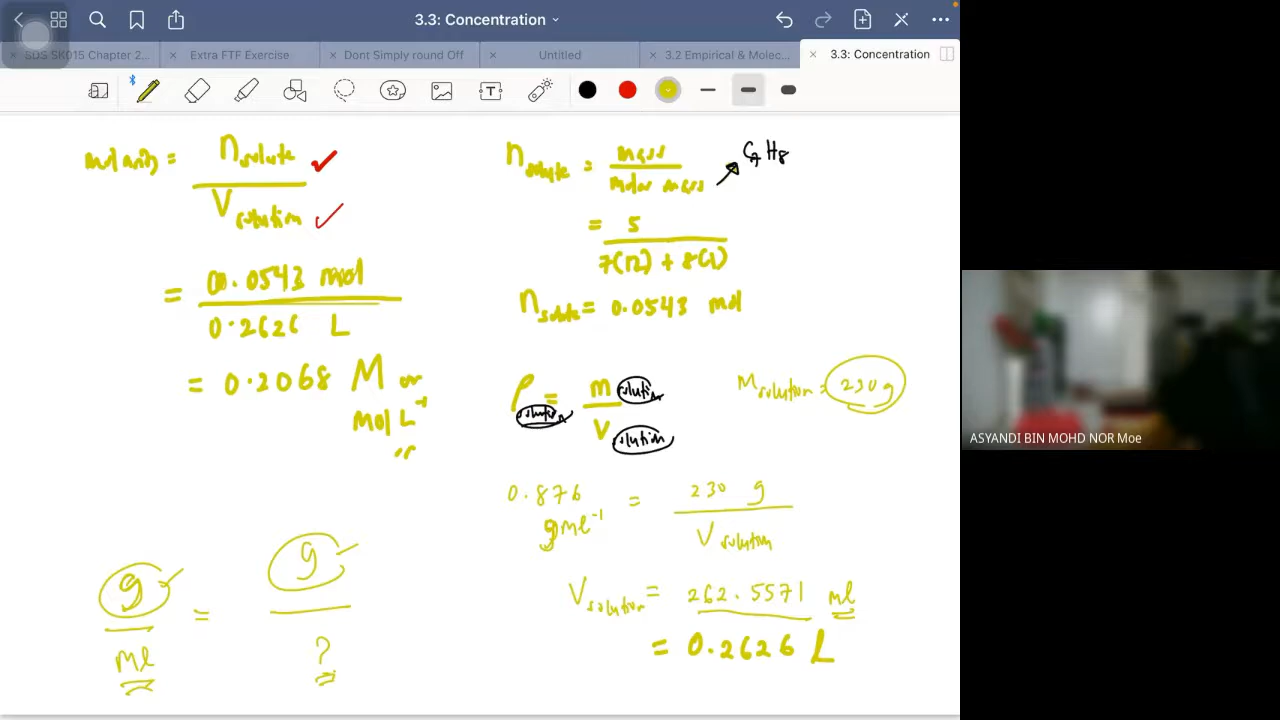 3.3: Concentration
SDS SK015 Chapter 2...
Extra FTF Exercise
Dont Simply round Off
Untitled
3.2 Empirical & Molec...
3.3: Concentration
molarity = n solute
V solution
= 0.0543 mol
0.2626 L
= 0.2068 M or
mol L⁻¹
or
g = g
ml ?
n solute = mass
molar mass
C7H8
= 5
7(12) + 8(1)
n solute = 0.0543 mol
ρ solution = m solution
V solution
M solution = 230 g
0.876 g ml⁻¹ = 230 g
V solution
V solution = 262.5571 ml
= 0.2626 L
ASYANDI BIN MOHD NOR Moe